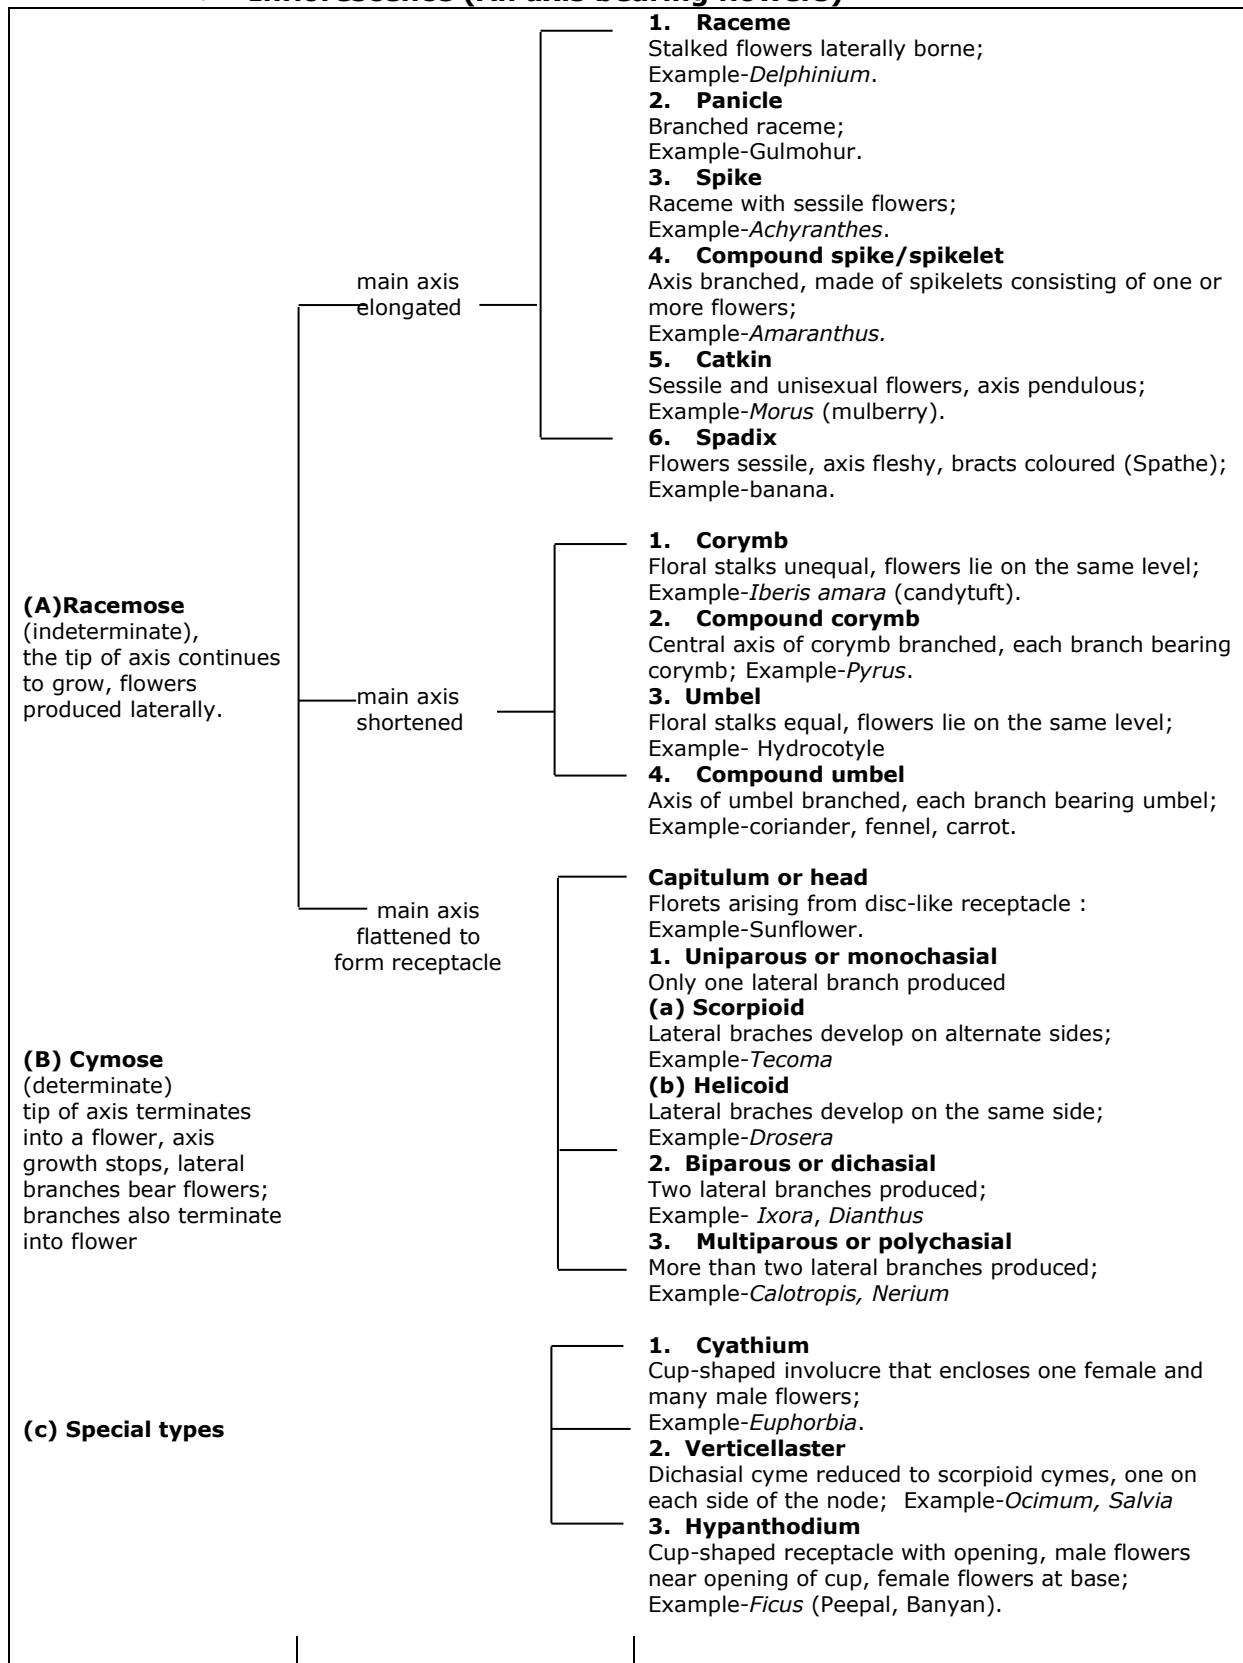 Inflorescence (An axis bearing flowers)
1. Raceme
Stalked flowers laterally borne;
Example-Delphinium.
2. Panicle
Branched raceme;
Example-Gulmohur.
3. Spike
Raceme with sessile flowers;
Example-Achyranthes.
4. Compound spike/spikelet
main axis
elongated
Axis branched, made of spikelets consisting of one or
more flowers;
Example-Amaranthus.
5. Catkin
Sessile and unisexual flowers, axis pendulous;
Example-Morus (mulberry).
6. Spadix
Flowers sessile, axis fleshy, bracts coloured (Spathe);
Example-banana.
(A)Racemose
(indeterminate),
the tip of axis continues
to grow, flowers
produced laterally.
main axis
shortened
1. Corymb
Floral stalks unequal, flowers lie on the same level;
Example-Iberis amara (candytuft).
2. Compound corymb
Central axis of corymb branched, each branch bearing
corymb; Example-Pyrus.
3. Umbel
Floral stalks equal, flowers lie on the same level;
Example- Hydrocotyle
4. Compound umbel
Axis of umbel branched, each branch bearing umbel;
Example-coriander, fennel, carrot.
main axis
flattened to
form receptacle
Capitulum or head
Florets arising from disc-like receptacle :
Example-Sunflower.
(B) Cymose
(determinate)
tip of axis terminates
into a flower, axis
growth stops, lateral
branches bear flowers;
branches also terminate
into flower
1. Uniparous or monochasial
Only one lateral branch produced
(a) Scorpioid
Lateral braches develop on alternate sides;
Example-Tecoma
(b) Helicoid
Lateral braches develop on the same side;
Example-Drosera
2. Biparous or dichasial
Two lateral branches produced;
Example- Ixora, Dianthus
3. Multiparous or polychasial
More than two lateral branches produced;
Example-Calotropis, Nerium
(c) Special types
1. Cyathium
Cup-shaped involucre that encloses one female and
many male flowers;
Example-Euphorbia.
2. Verticellaster
Dichasial cyme reduced to scorpioid cymes, one on
each side of the node; Example-Ocimum, Salvia
3. Hypanthodium
Cup-shaped receptacle with opening, male flowers
near opening of cup, female flowers at base;
Example-Ficus (Peepal, Banyan).